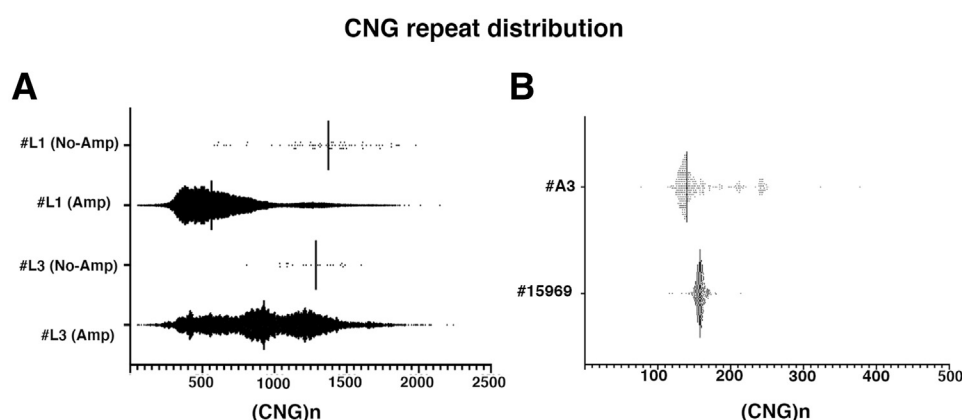 CNG repeat distribution
A
#L1 (No-Amp)
#L1 (Amp)
#L3 (No-Amp)
#L3 (Amp)
500 1000 1500 2000 2500
(CNG)n
B
#A3
#15969
100 200 300 400 500
(CNG)n